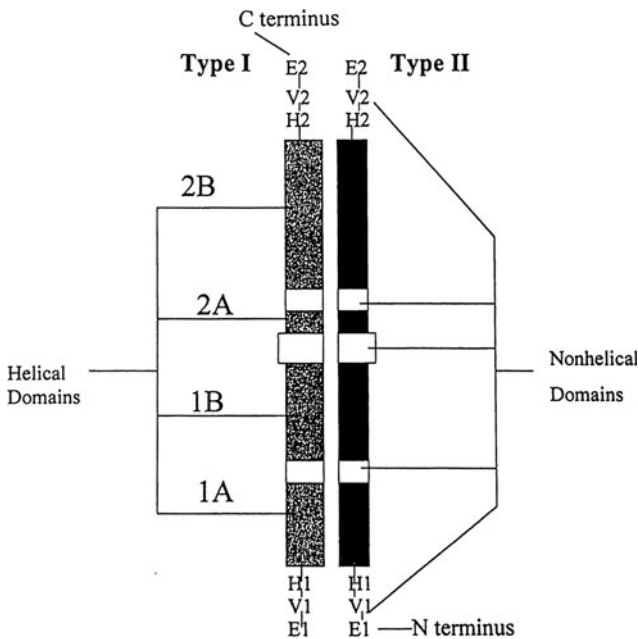 C terminus
Type I
E2
E2
Type II
V2
V2
H2
H2
2B
2A
Helical
Domains
Nonhelical
Domains
1B
1A
H1
H1
V1
V1
E1
E1
N terminus